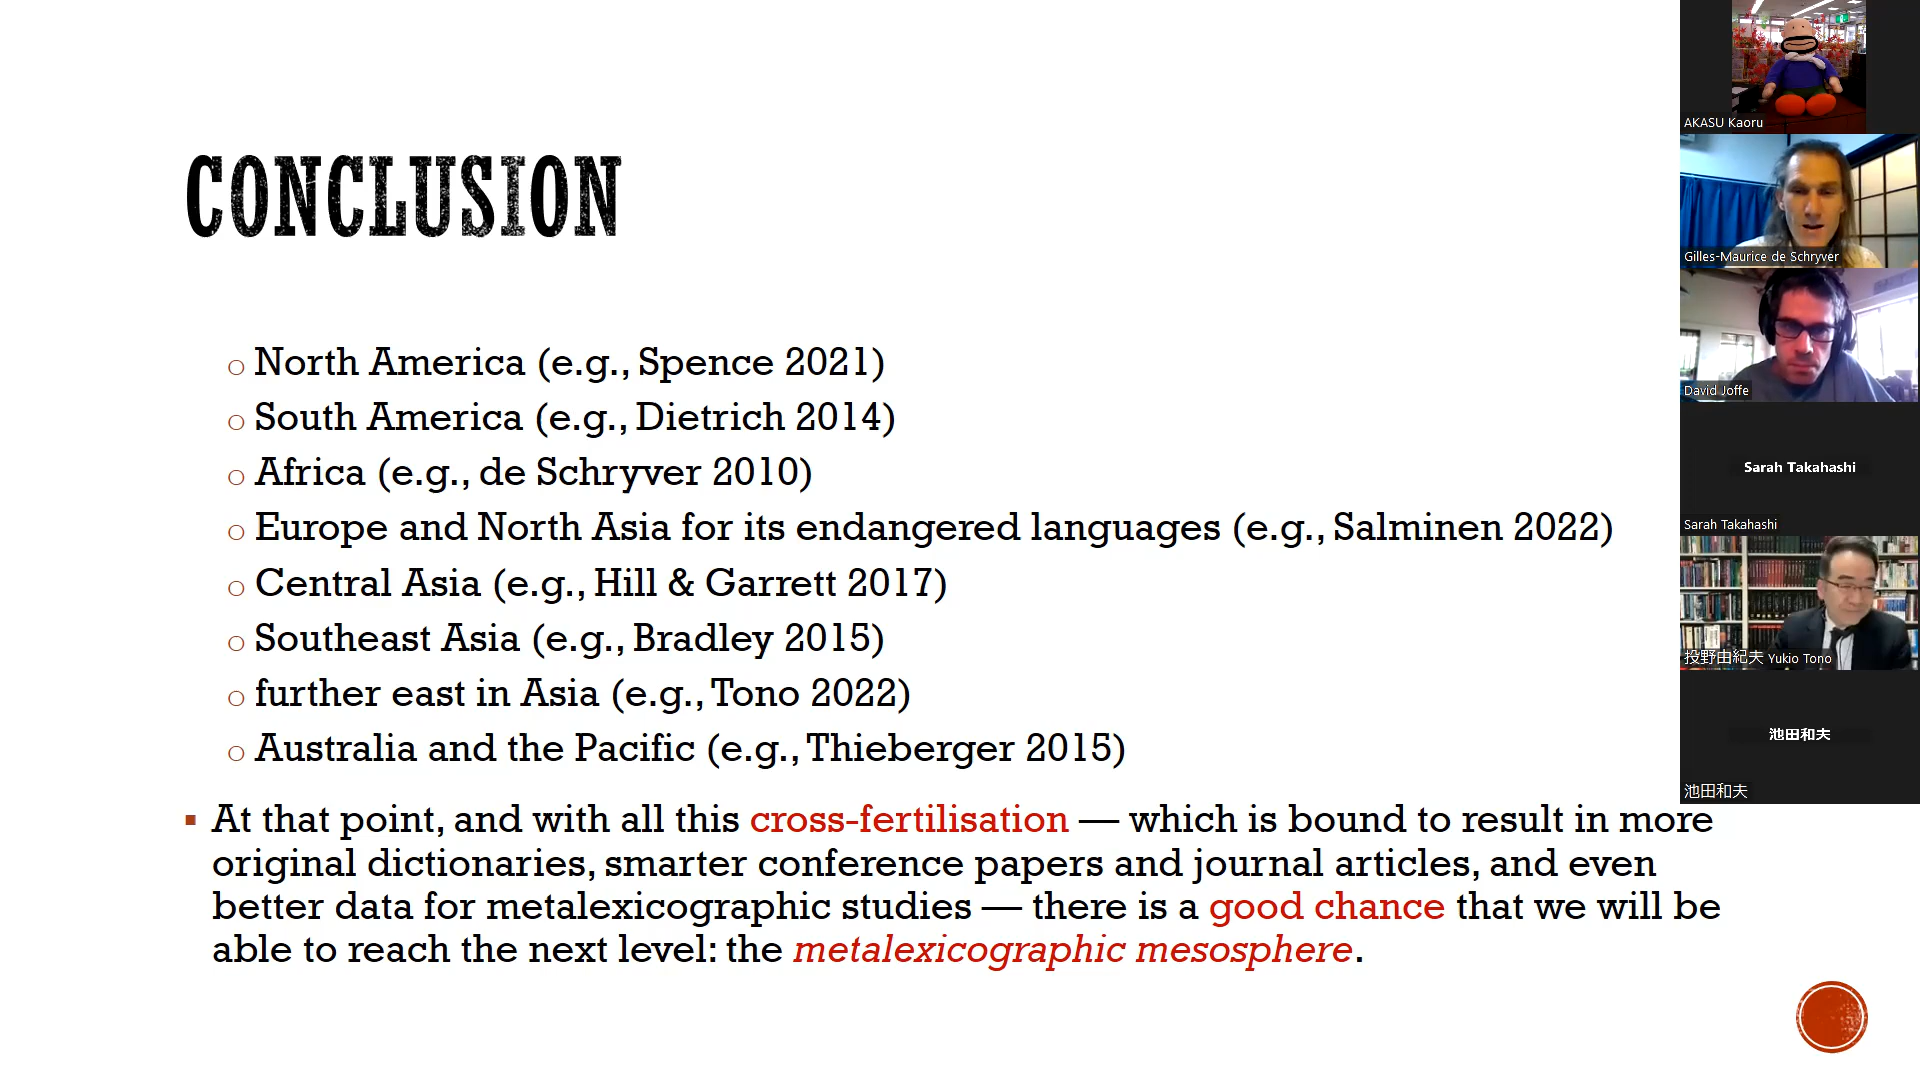 CONCLUSION
North America (e.g., Spence 2021)
South America (e.g., Dietrich 2014)
Africa (e.g., de Schryver 2010)
Europe and North Asia for its endangered languages (e.g., Salminen 2022)
Central Asia (e.g., Hill & Garrett 2017)
Southeast Asia (e.g., Bradley 2015)
further east in Asia (e.g., Tono 2022)
Australia and the Pacific (e.g., Thieberger 2015)
At that point, and with all this cross-fertilisation — which is bound to result in more
original dictionaries, smarter conference papers and journal articles, and even
better data for metalexicographic studies — there is a good chance that we will be
able to reach the next level: the metalexicographic mesosphere.
AKASU Kaoru
Gilles-Maurice de Schryver
David Joffe
Sarah Takahashi
Sarah Takahashi
投野由紀夫 Yukio Tono
池田和夫
池田和夫